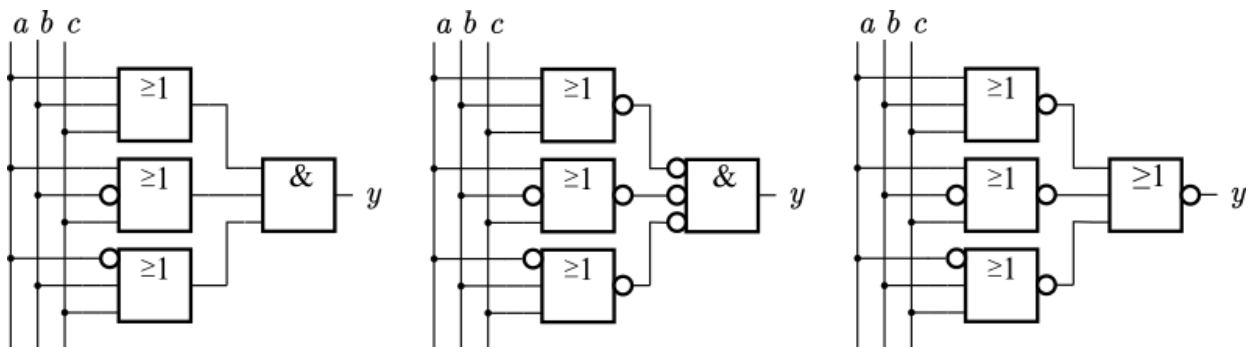 a b c a b c a b c
≥1 ≥1 ≥1
≥1 & y ≥1 & y ≥1 ≥1 y
≥1 ≥1 ≥1